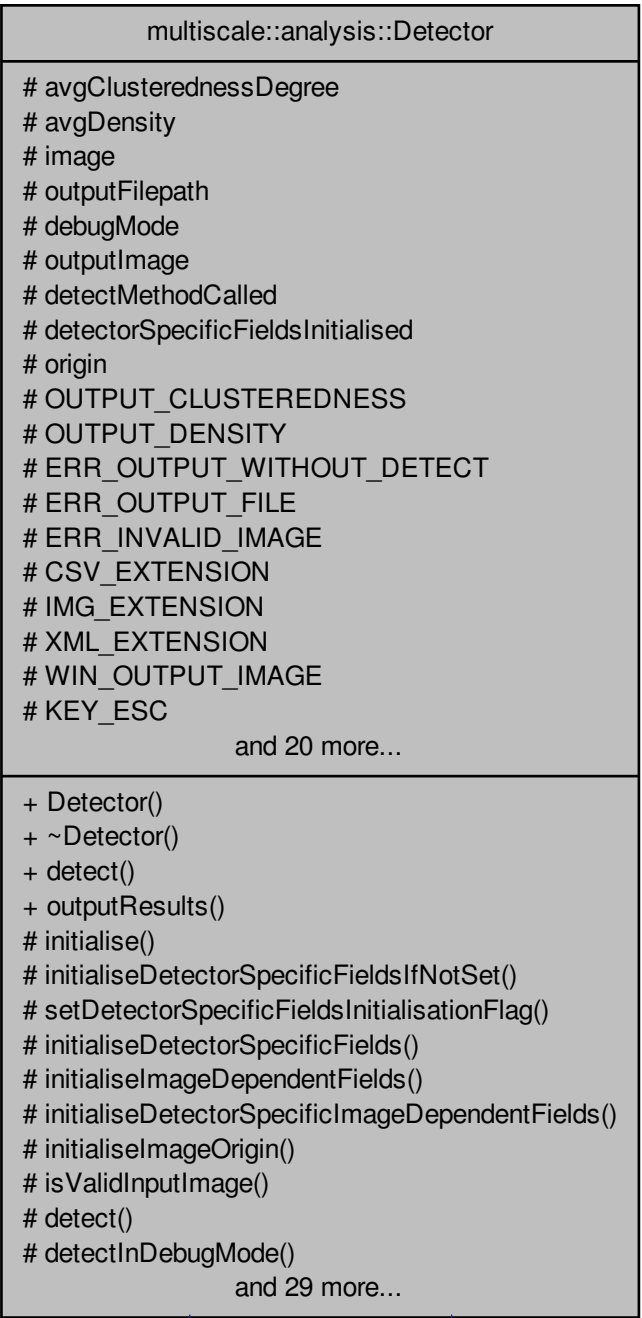 multiscale::analysis::Detector
# avgClusterednessDegree
# avgDensity
# image
# outputFilepath
# debugMode
# outputImage
# detectMethodCalled
# detectorSpecificFieldsInitialised
# origin
# OUTPUT_CLUSTEREDNESS
# OUTPUT_DENSITY
# ERR_OUTPUT_WITHOUT_DETECT
# ERR_OUTPUT_FILE
# ERR_INVALID_IMAGE
# CSV_EXTENSION
# IMG_EXTENSION
# XML_EXTENSION
# WIN_OUTPUT_IMAGE
# KEY_ESC
and 20 more...
+ Detector()
+ ~Detector()
+ detect()
+ outputResults()
# initialise()
# initialiseDetectorSpecificFieldsIfNotSet()
# setDetectorSpecificFieldsInitialisationFlag()
# initialiseDetectorSpecificFields()
# initialiseImageDependentFields()
# initialiseDetectorSpecificImageDependentFields()
# initialiseImageOrigin()
# isValidInputImage()
# detect()
# detectInDebugMode()
and 29 more...